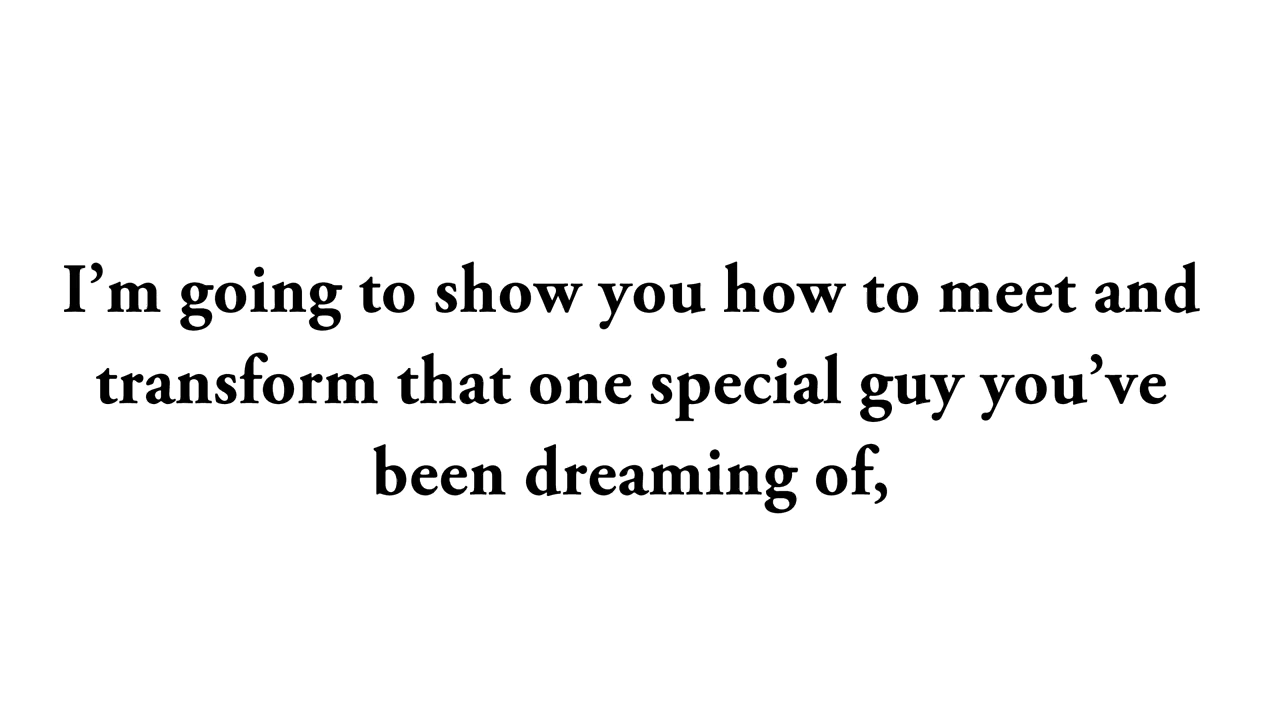 I’m going to show you how to meet and
transform that one special guy you’ve
been dreaming of,